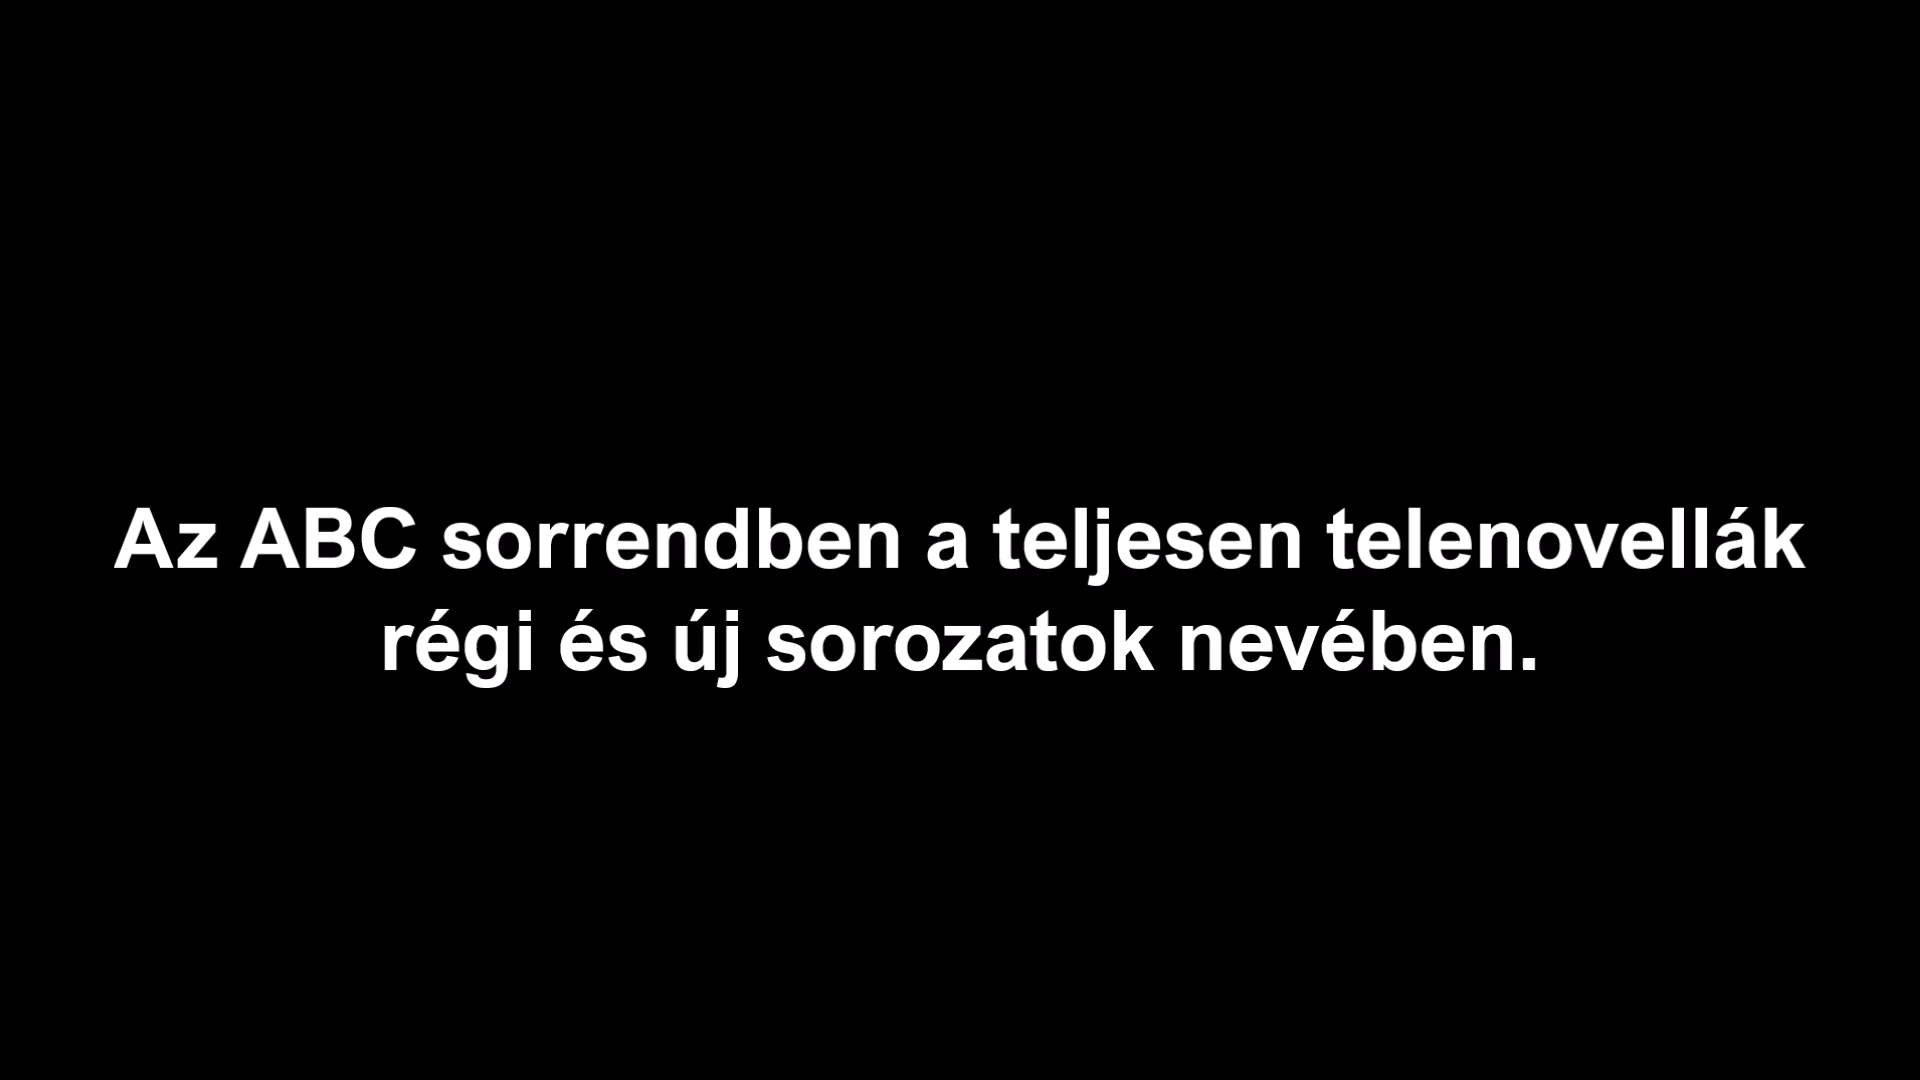 Az ABC sorrendben a teljesen telenovellák
régi és új sorozatok nevében.